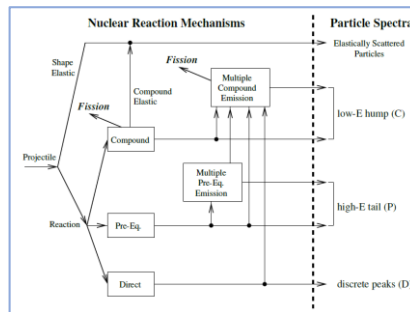 Nuclear Reaction Mechanisms
Particle Spectra
Elastically Scattered
Particles
Shape
Elastic
Compound
Elastic
Fission
Fission
Multiple
Compound
Emission
low-E hump (C)
Compound
Projectile
Multiple
Pre-Eq.
Emission
high-E tail (P)
Reaction
Pre-Eq.
Direct
discrete peaks (D)